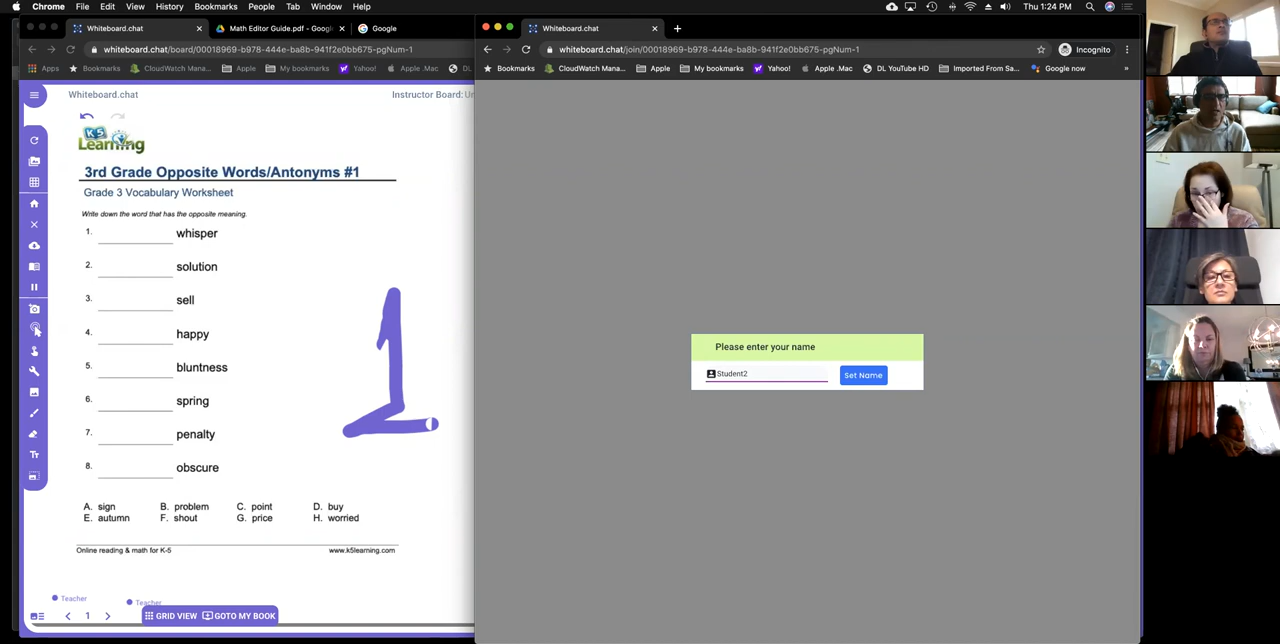 Chrome File Edit View History Bookmarks People Tab Window Help
Thu 1:24 PM
Whiteboard.chat
Math Editor Guide.pdf - Google
Google
whiteboard.chat/board/00018969-b978-444e-ba8b-941f2e0bb675-pgNum-1
Apps Bookmarks CloudWatch Mana... Apple My bookmarks Yahoo! Apple .Mac DL
Whiteboard.chat
whiteboard.chat/join/00018969-b978-444e-ba8b-941f2e0bb675-pgNum-1
Incognito
Bookmarks CloudWatch Mana... Apple My bookmarks Yahoo! Apple .Mac DL YouTube HD Imported From Sa... Google now »
Whiteboard.chat
Instructor Board: Un
K5 Learning
3rd Grade Opposite Words/Antonyms #1
Grade 3 Vocabulary Worksheet
Write down the word that has the opposite meaning.
1. whisper
2. solution
3. sell
4. happy
5. bluntness
6. spring
7. penalty
8. obscure
1
A. sign B. problem C. point D. buy
E. autumn F. shout G. price H. worried
Online reading & math for K-5
www.k5learning.com
Teacher
Teacher
1
GRID VIEW
GOTO MY BOOK
Tт
Please enter your name
Student2
Set Name